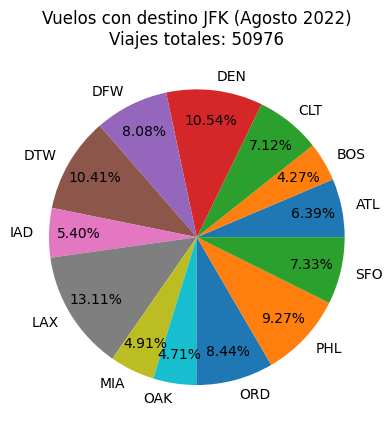 Vuelos con destino JFK (Agosto 2022)
Viajes totales: 50976
ATL
6.39%
BOS
4.27%
CLT
7.12%
DEN
10.54%
DFW
8.08%
DTW
10.41%
IAD
5.40%
LAX
13.11%
MIA
4.91%
OAK
4.71%
ORD
8.44%
PHL
9.27%
SFO
7.33%